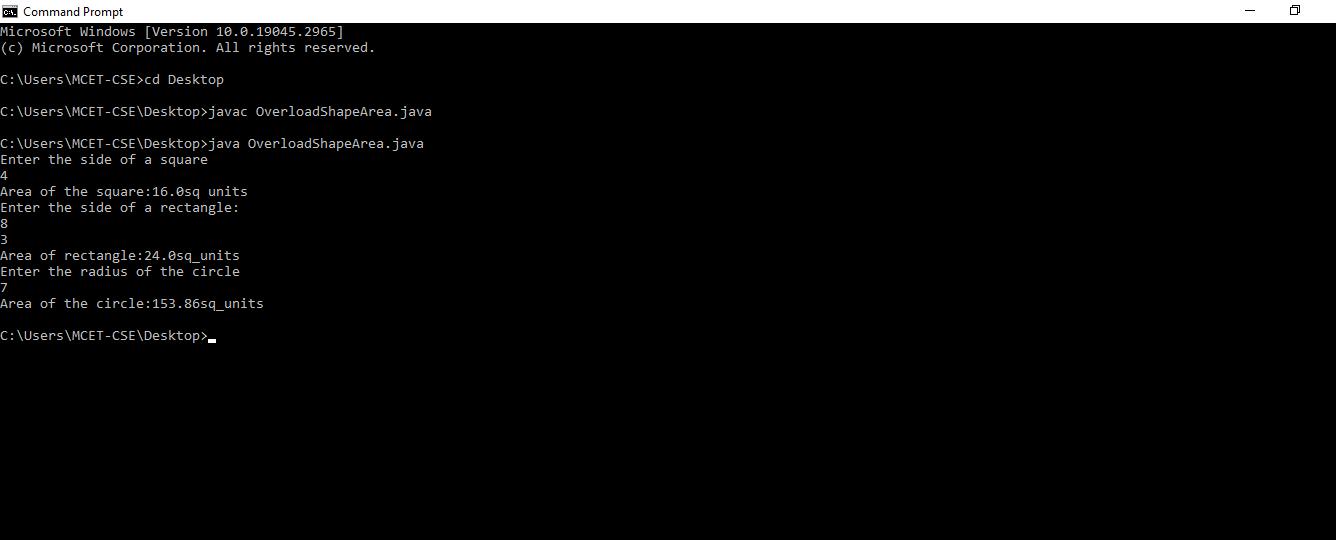 Command Prompt
Microsoft Windows [Version 10.0.19045.2965]
(c) Microsoft Corporation. All rights reserved.
C:\Users\MCET-CSE>cd Desktop
C:\Users\MCET-CSE\Desktop>javac OverloadShapeArea.java
C:\Users\MCET-CSE\Desktop>java OverloadShapeArea.java
Enter the side of a square
4
Area of the square:16.0sq units
Enter the side of a rectangle:
8
3
Area of rectangle:24.0sq_units
Enter the radius of the circle
7
Area of the circle:153.86sq_units
C:\Users\MCET-CSE\Desktop>